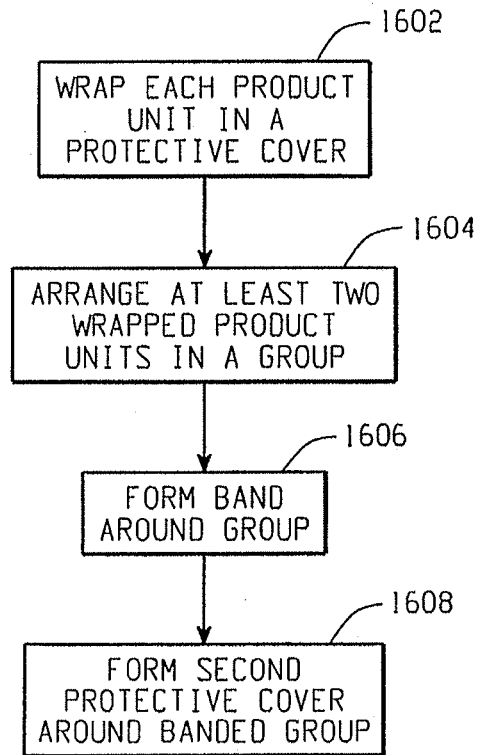 1602
WRAP EACH PRODUCT
UNIT IN A
PROTECTIVE COVER
1604
ARRANGE AT LEAST TWO
WRAPPED PRODUCT
UNITS IN A GROUP
1606
FORM BAND
AROUND GROUP
1608
FORM SECOND
PROTECTIVE COVER
AROUND BANDED GROUP